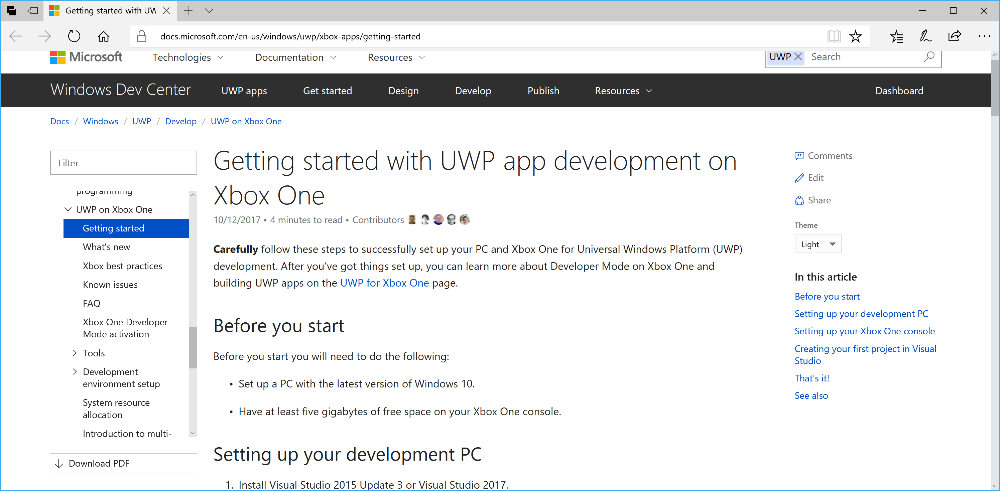 Getting started with UW
docs.microsoft.com/en-us/windows/uwp/xbox-apps/getting-started
Microsoft
Technologies
Documentation
Resources
UWP
Search
Windows Dev Center
UWP apps
Get started
Design
Develop
Publish
Resources
Dashboard
Docs / Windows / UWP / Develop / UWP on Xbox One
Filter
programming
UWP on Xbox One
Getting started
What's new
Xbox best practices
Known issues
FAQ
Xbox One Developer
Mode activation
Tools
Development
environment setup
System resource
allocation
Introduction to multi-
Download PDF
Getting started with UWP app development on
Xbox One
10/12/2017 • 4 minutes to read • Contributors
Carefully follow these steps to successfully set up your PC and Xbox One for Universal Windows Platform (UWP)
development. After you’ve got things set up, you can learn more about Developer Mode on Xbox One and
building UWP apps on the UWP for Xbox One page.
Before you start
Before you start you will need to do the following:
• Set up a PC with the latest version of Windows 10.
• Have at least five gigabytes of free space on your Xbox One console.
Setting up your development PC
1. Install Visual Studio 2015 Update 3 or Visual Studio 2017.
Comments
Edit
Share
Theme
Light
In this article
Before you start
Setting up your development PC
Setting up your Xbox One console
Creating your first project in Visual
Studio
That's it!
See also